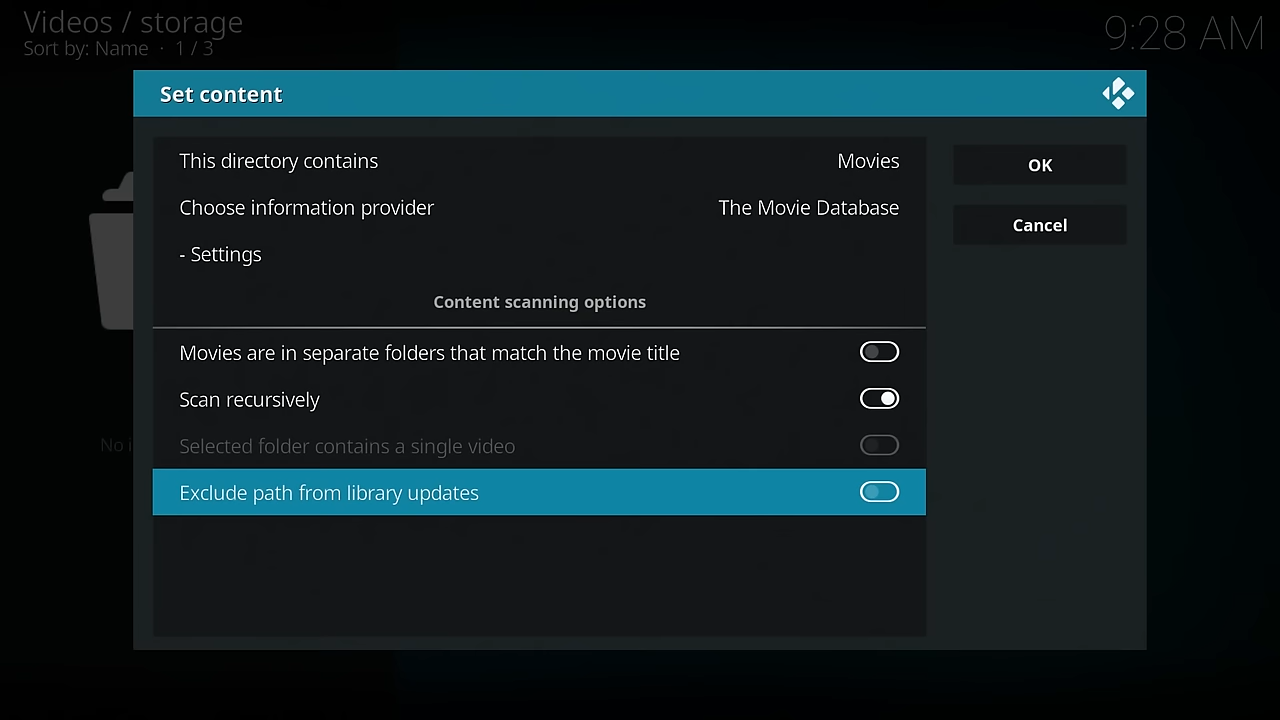 Videos / storage
Sort by: Name · 1 / 3
9:28 AM
Set content
This directory contains Movies
Choose information provider The Movie Database
- Settings
Content scanning options
Movies are in separate folders that match the movie title
Scan recursively
Selected folder contains a single video
Exclude path from library updates
OK
Cancel
No